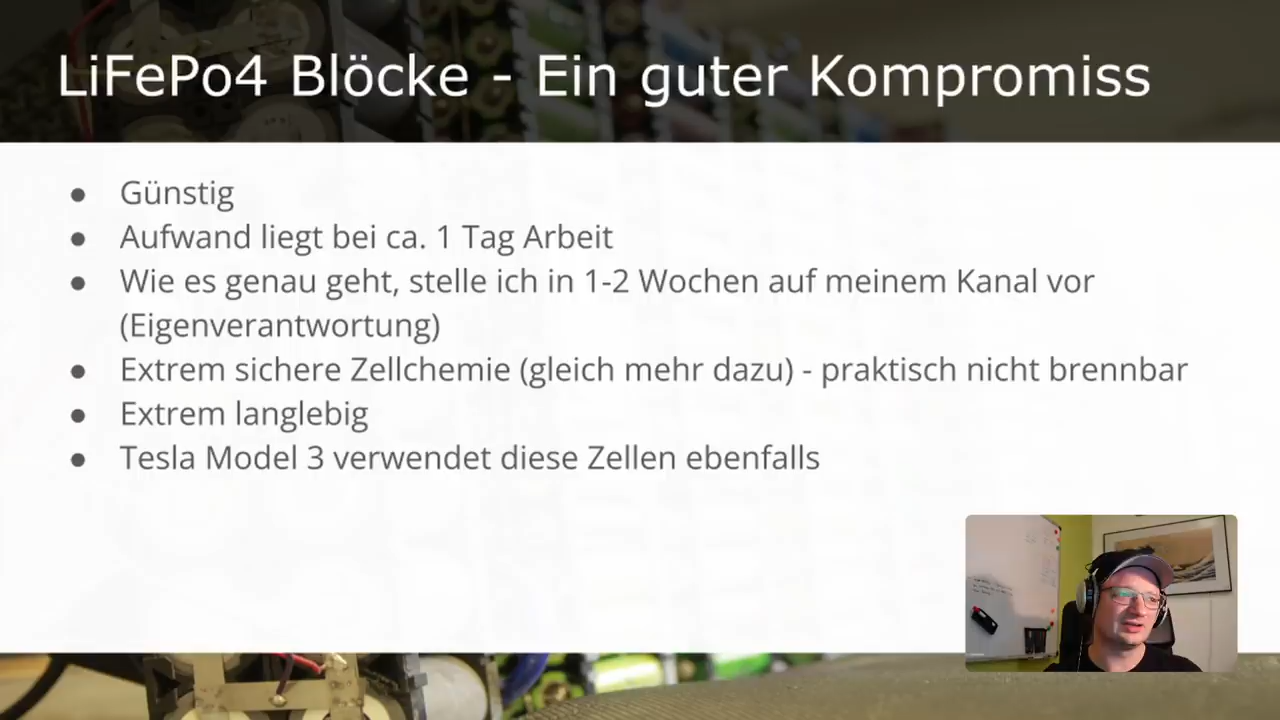 LiFePo4 Blöcke - Ein guter Kompromiss
● Günstig
● Aufwand liegt bei ca. 1 Tag Arbeit
● Wie es genau geht, stelle ich in 1-2 Wochen auf meinem Kanal vor
(Eigenverantwortung)
● Extrem sichere Zellchemie (gleich mehr dazu) - praktisch nicht brennbar
● Extrem langlebig
● Tesla Model 3 verwendet diese Zellen ebenfalls